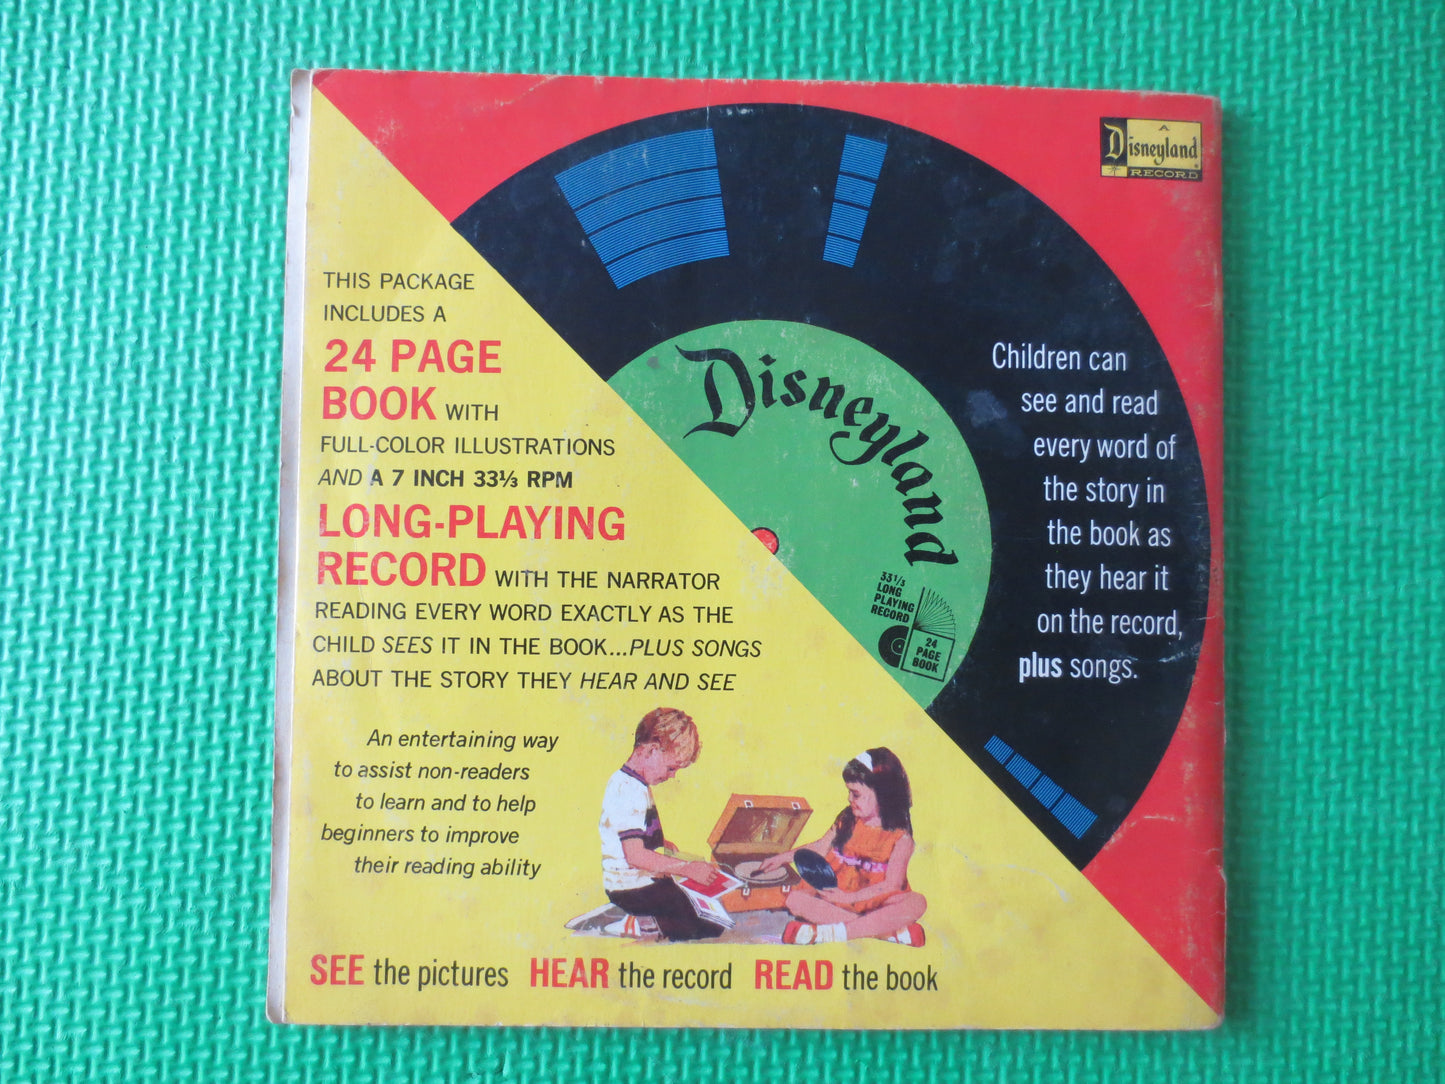 A
Disneyland
RECORD
THIS PACKAGE
INCLUDES A
24 PAGE
BOOK WITH
FULL-COLOR ILLUSTRATIONS
AND A 7 INCH 33⅓ RPM
LONG-PLAYING
RECORD WITH THE NARRATOR
READING EVERY WORD EXACTLY AS THE
CHILD SEES IT IN THE BOOK...PLUS SONGS
ABOUT THE STORY THEY HEAR AND SEE
An entertaining way
to assist non-readers
to learn and to help
beginners to improve
their reading ability
Disneyland
33⅓
LONG
PLAYING
RECORD
24
PAGE
BOOK
Children can
see and read
every word of
the story in
the book as
they hear it
on the record,
plus songs.
SEE the pictures HEAR the record READ the book